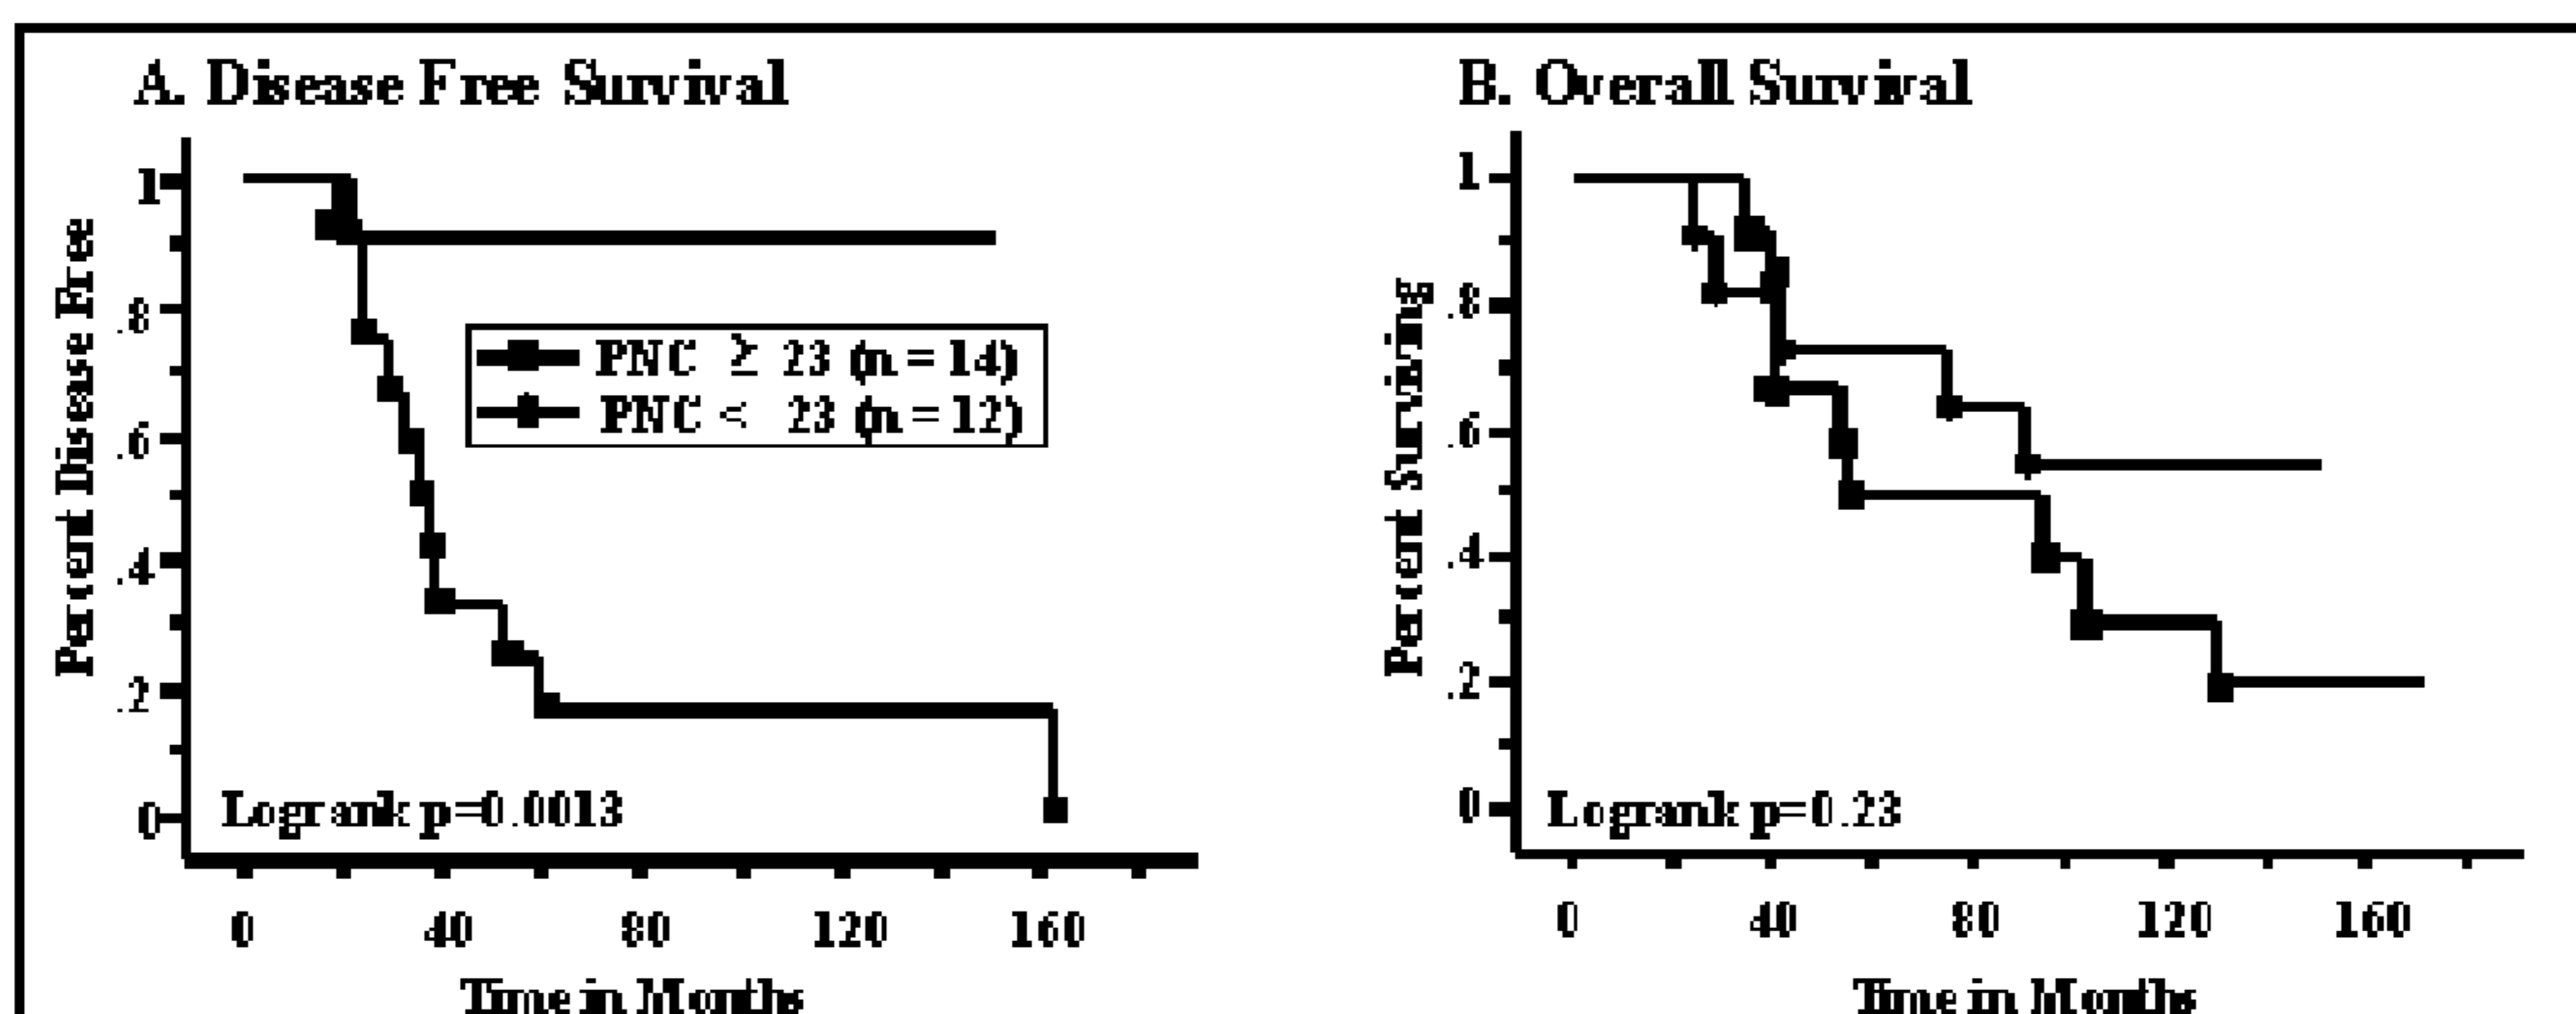 A. Disease Free Survival
Percent Disease Free
1
.8
.6
.4
.2
0
PNC ≥ 23 (n = 14)
PNC < 23 (n = 12)
Logrank p=0.0013
0 40 80 120 160
Time in Months
B. Overall Survival
Percent Surviving
1
.8
.6
.4
.2
0
Logrank p=0.23
0 40 80 120 160
Time in Months